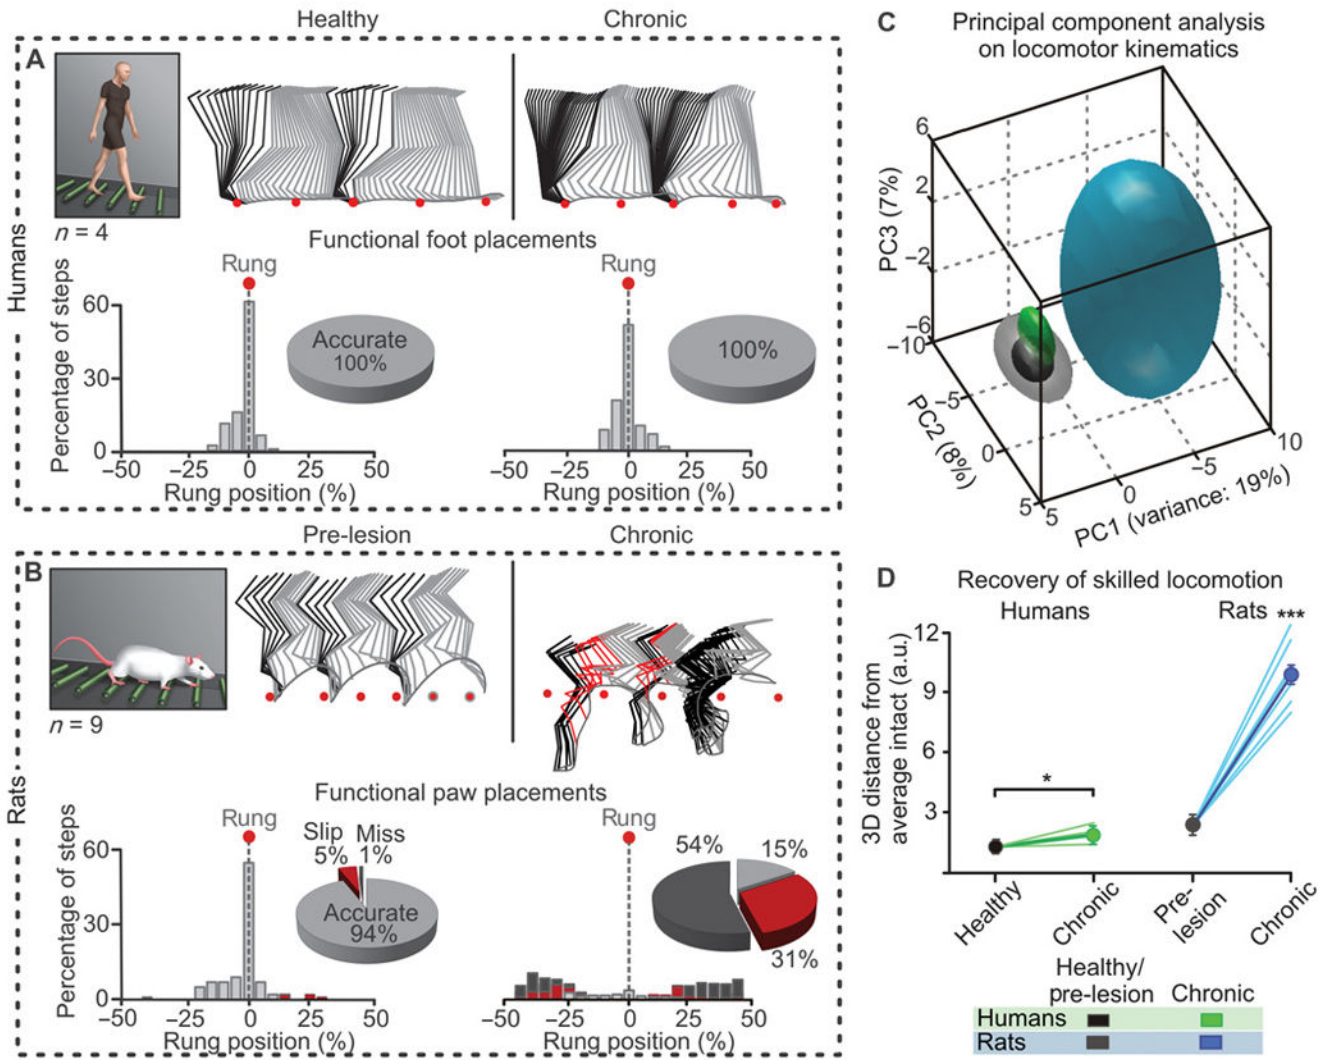 Healthy
Chronic
A
Humans
n = 4
Functional foot placements
Percentage of steps
60
30
0
Rung
Accurate
100%
−50
−25
0
25
50
Rung position (%)
Rung
100%
−50
−25
0
25
50
Rung position (%)
Pre-lesion
Chronic
B
Rats
n = 9
Functional paw placements
Percentage of steps
60
30
0
Rung
Slip
5%
Miss
1%
Accurate
94%
−50
−25
0
25
50
Rung position (%)
Rung
54%
15%
31%
−50
−25
0
25
50
Rung position (%)
C
Principal component analysis
on locomotor kinematics
PC3 (7%)
6
2
−2
−6
−10
−5
0
5
PC2 (8%)
5
0
−5
10
PC1 (variance: 19%)
D
Recovery of skilled locomotion
Humans
Rats
***
*
3D distance from
average intact (a.u.)
12
9
6
3
Healthy
Chronic
Pre-
lesion
Chronic
Healthy/
pre-lesion
Chronic
Humans
Rats